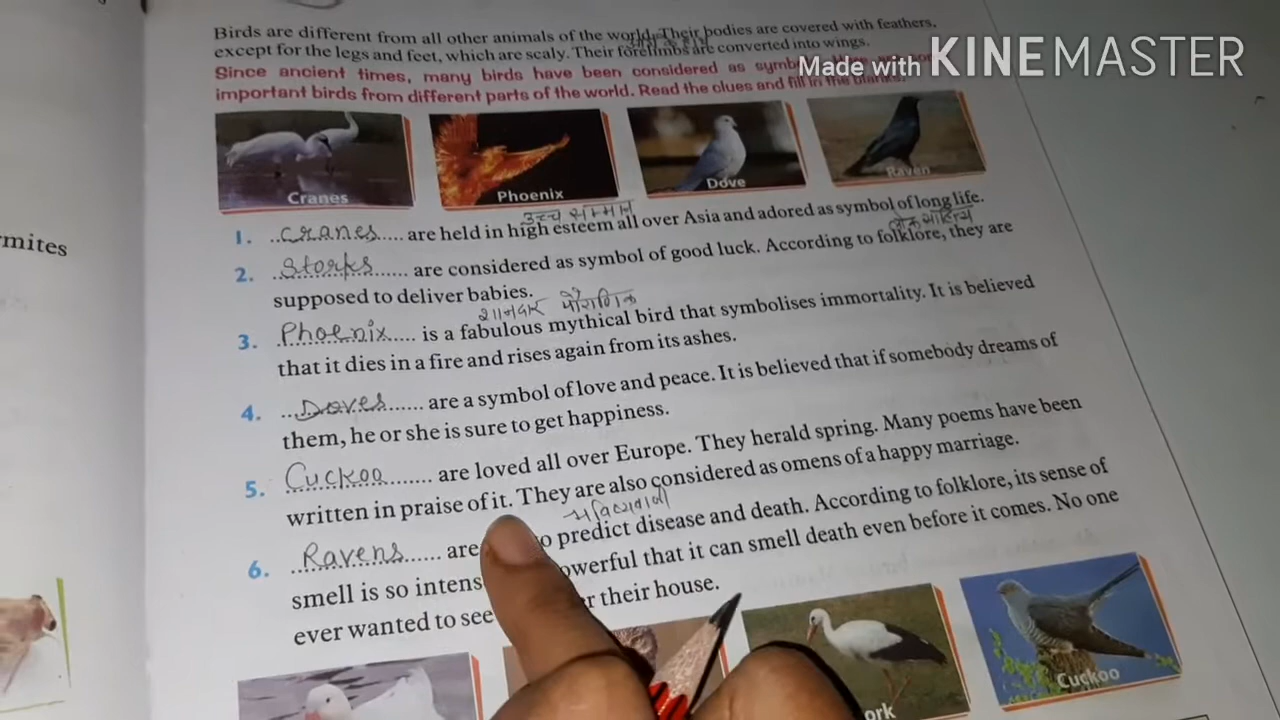 Birds are different from all other animals of the world. Their bodies are covered with feathers,
except for the legs and feet, which are scaly. Their forelimbs are converted into wings.
Since ancient times, many birds have been considered as
important birds from different parts of the world. Read the clues and fill in the blanks.
Made with KINEMASTER
Cranes
Phoenix
Dove
Raven
उच्च सम्मान
1. Cranes are held in high esteem all over Asia and adored as symbol of long life.
2. Storks are considered as symbol of good luck. According to folklore, they are
supposed to deliver babies.
शानदार पौराणिक
3. Phoenix is a fabulous mythical bird that symbolises immortality. It is believed
that it dies in a fire and rises again from its ashes.
4. Doves are a symbol of love and peace. It is believed that if somebody dreams of
them, he or she is sure to get happiness.
5. Cuckoo are loved all over Europe. They herald spring. Many poems have been
written in praise of it. They are also considered as omens of a happy marriage.
6. Ravens are to predict disease and death. According to folklore, its sense of
smell is so powerful that it can smell death even before it comes. No one
ever wanted to see their house.
Cuckoo
mites